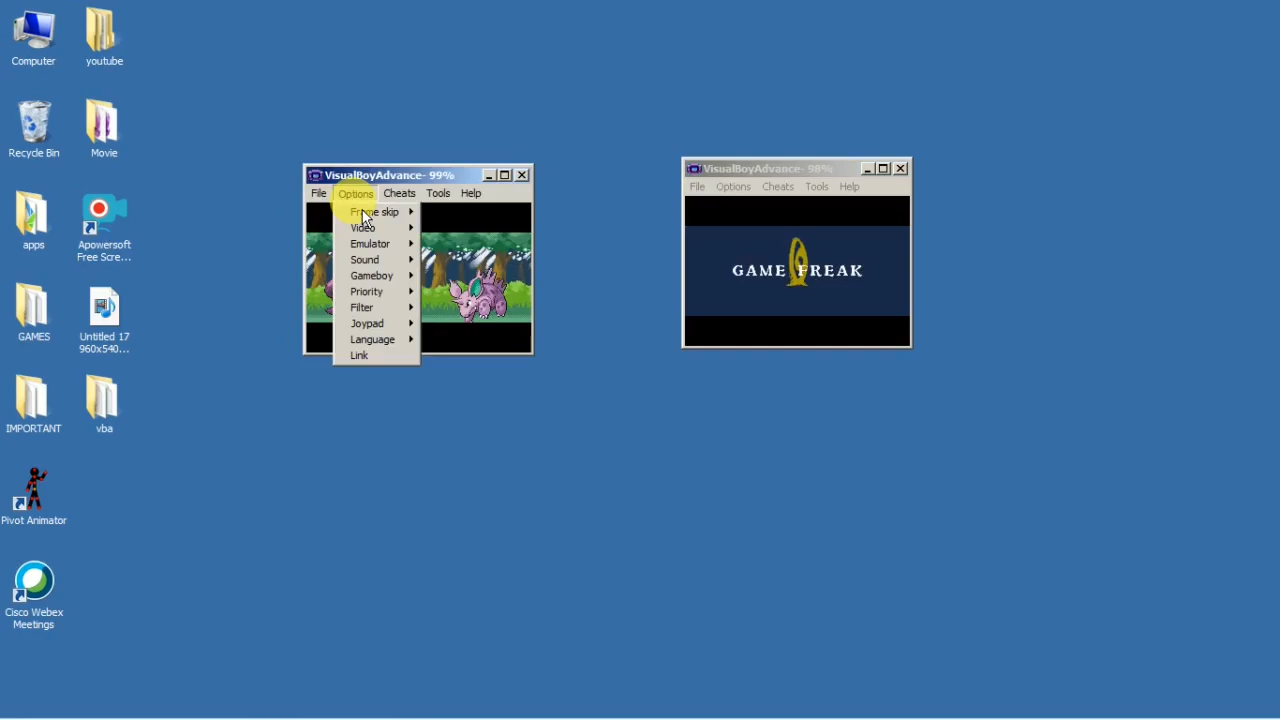 Computer
youtube
Recycle Bin
Movie
apps
Apowersoft
Free Scre...
GAMES
Untitled 17
960x540...
IMPORTANT
vba
Pivot Animator
Cisco Webex
Meetings
VisualBoyAdvance- 99%
File Options Cheats Tools Help
Frame skip
Video
Emulator
Sound
Gameboy
Priority
Filter
Joypad
Language
Link
VisualBoyAdvance- 98%
File Options Cheats Tools Help
GAME FREAK